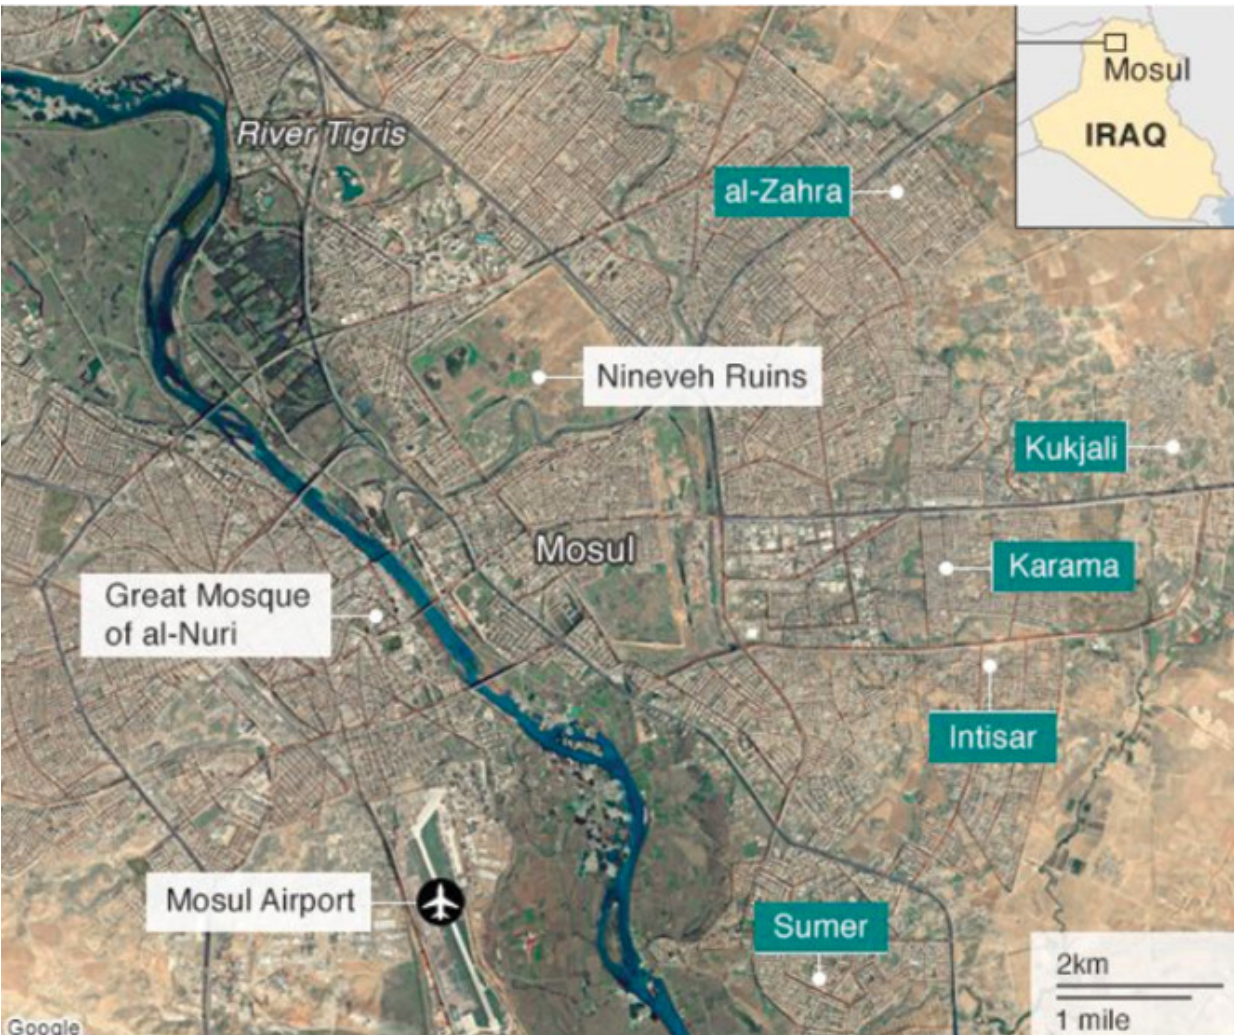 Mosul
IRAQ
River Tigris
al-Zahra
Nineveh Ruins
Kukjali
Mosul
Karama
Great Mosque
of al-Nuri
Intisar
Mosul Airport
Sumer
2km
1 mile
Google